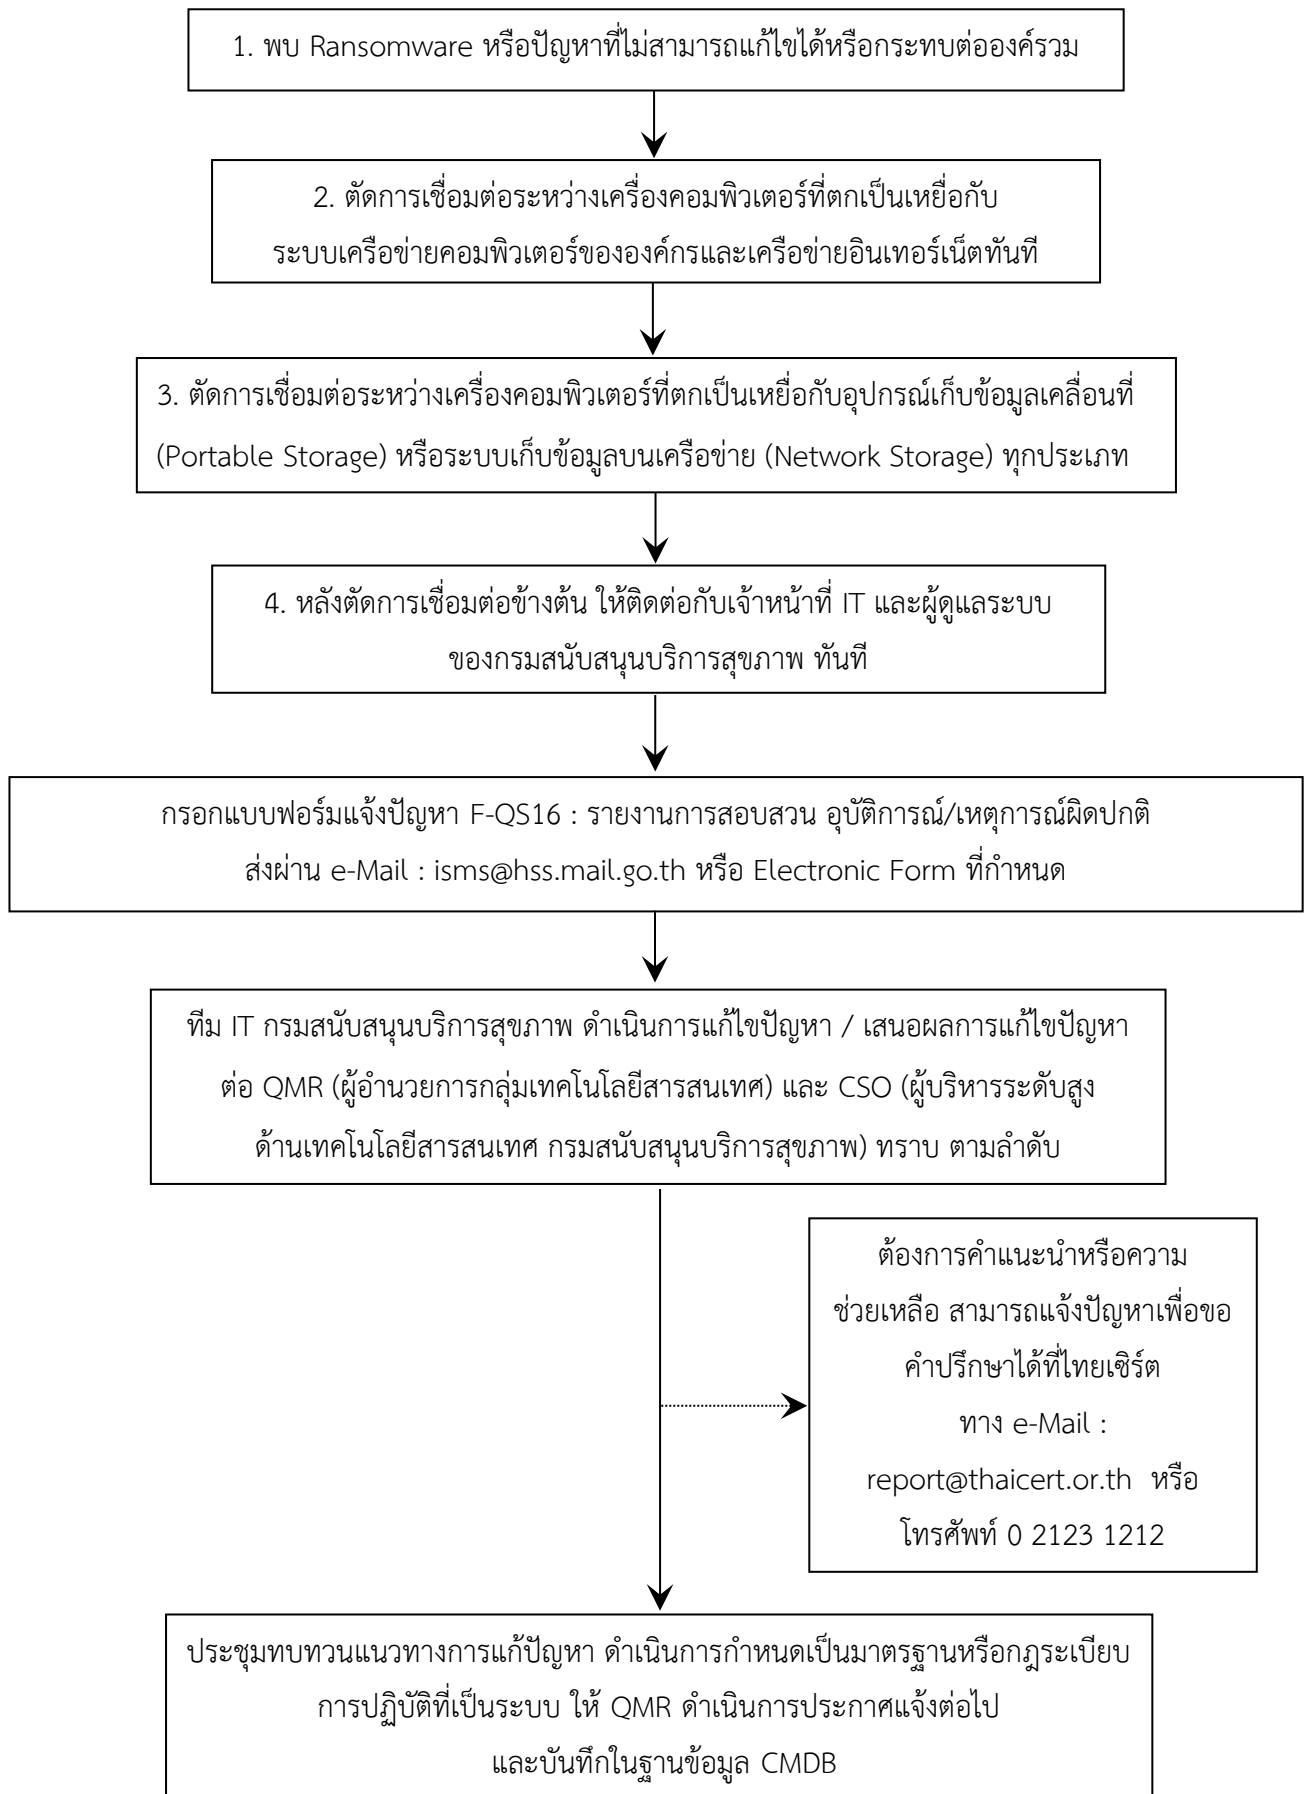 1. พบ Ransomware หรือปัญหาที่ไม่สามารถแก้ไขได้หรือกระทบต่อองค์รวม
2. ตัดการเชื่อมต่อระหว่างเครื่องคอมพิวเตอร์ที่ตกเป็นเหยื่อกับ
ระบบเครือข่ายคอมพิวเตอร์ขององค์กรและเครือข่ายอินเทอร์เน็ตทันที
3. ตัดการเชื่อมต่อระหว่างเครื่องคอมพิวเตอร์ที่ตกเป็นเหยื่อกับอุปกรณ์เก็บข้อมูลเคลื่อนที่
(Portable Storage) หรือระบบเก็บข้อมูลบนเครือข่าย (Network Storage) ทุกประเภท
4. หลังตัดการเชื่อมต่อข้างต้น ให้ติดต่อกับเจ้าหน้าที่ IT และผู้ดูแลระบบ
ของกรมสนับสนุนบริการสุขภาพ ทันที
กรอกแบบฟอร์มแจ้งปัญหา F-QS16 : รายงานการสอบสวน อุบัติการณ์/เหตุการณ์ผิดปกติ
ส่งผ่าน e-Mail : isms@hss.mail.go.th หรือ Electronic Form ที่กำหนด
ทีม IT กรมสนับสนุนบริการสุขภาพ ดำเนินการแก้ไขปัญหา / เสนอผลการแก้ไขปัญหา
ต่อ QMR (ผู้อำนวยการกลุ่มเทคโนโลยีสารสนเทศ) และ CSO (ผู้บริหารระดับสูง
ด้านเทคโนโลยีสารสนเทศ กรมสนับสนุนบริการสุขภาพ) ทราบ ตามลำดับ
ต้องการคำแนะนำหรือความ
ช่วยเหลือ สามารถแจ้งปัญหาเพื่อขอ
คำปรึกษาได้ที่ไทยเซิร์ต
ทาง e-Mail :
report@thaicert.or.th หรือ
โทรศัพท์ 0 2123 1212
ประชุมทบทวนแนวทางการแก้ปัญหา ดำเนินการกำหนดเป็นมาตรฐานหรือกฎระเบียบ
การปฏิบัติที่เป็นระบบ ให้ QMR ดำเนินการประกาศแจ้งต่อไป
และบันทึกในฐานข้อมูล CMDB